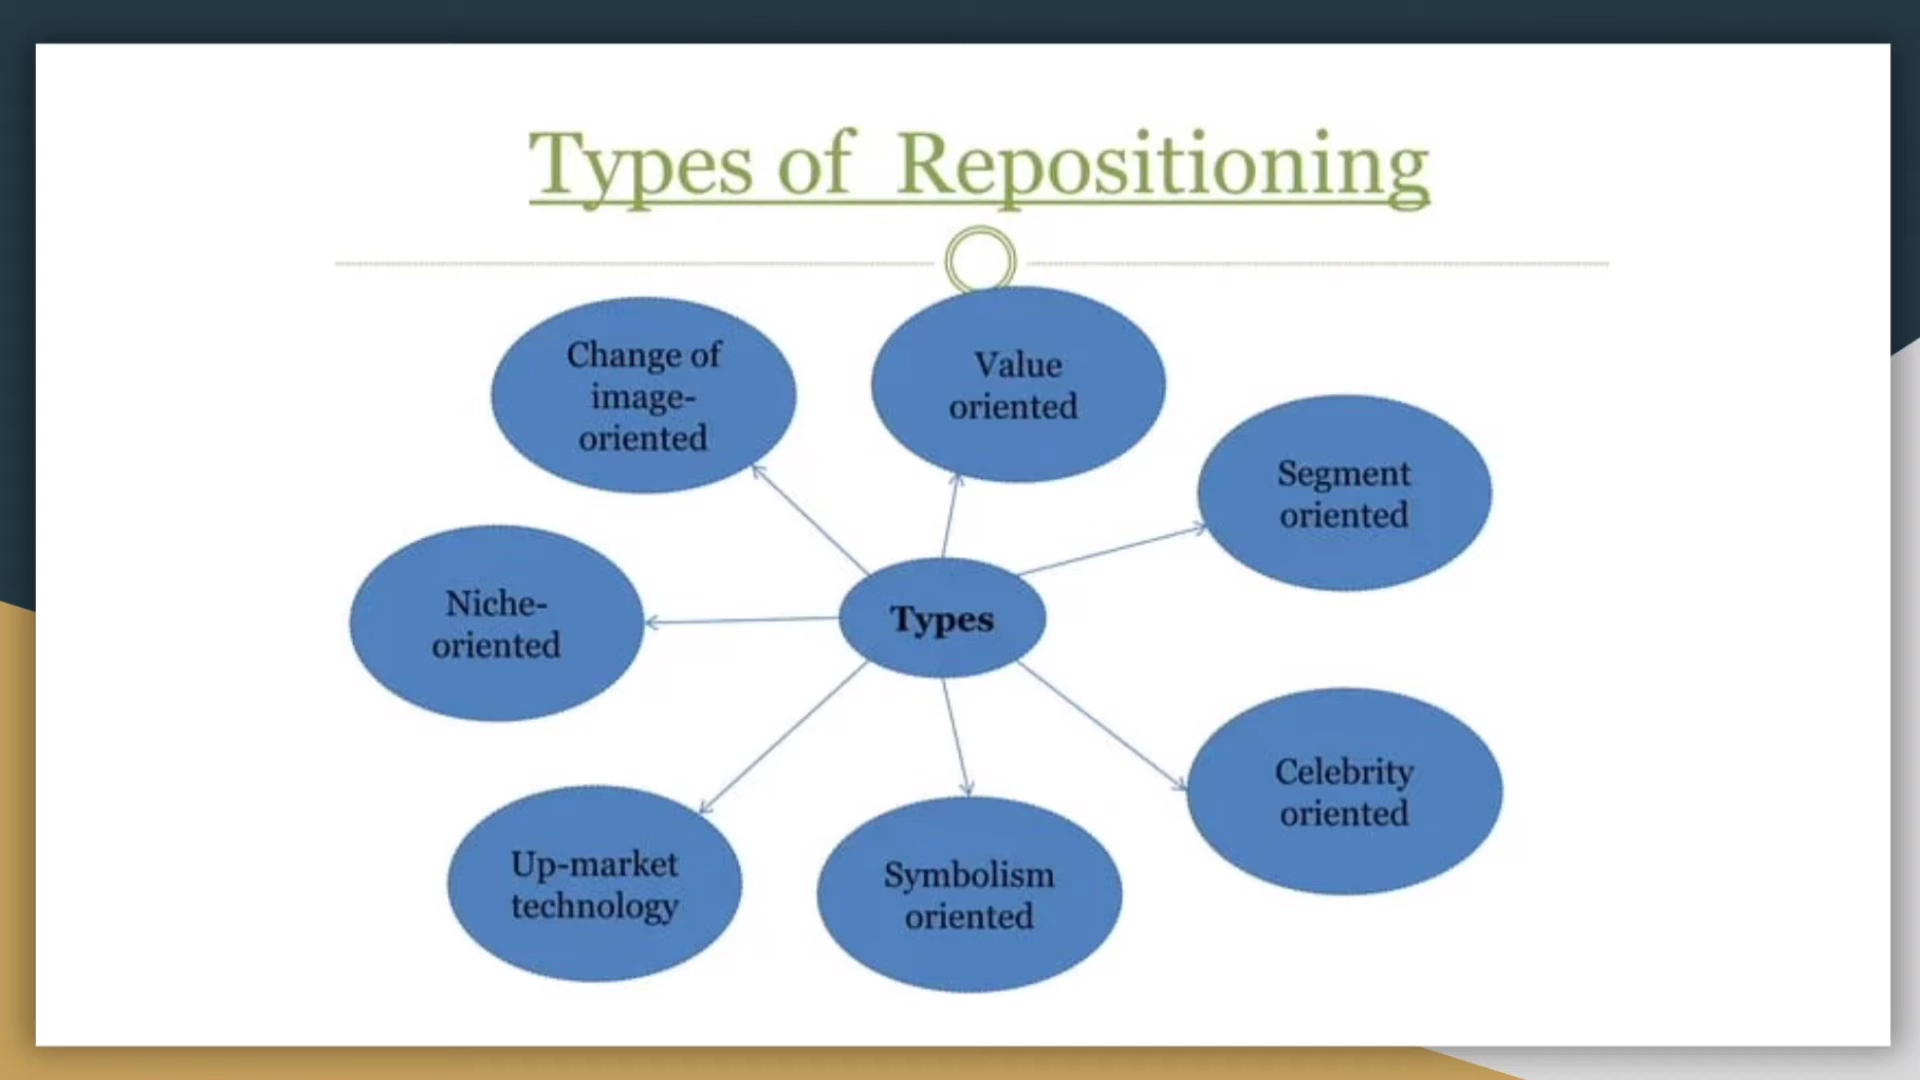 Types of Repositioning
Change of
image-
oriented
Value
oriented
Segment
oriented
Niche-
oriented
Types
Celebrity
oriented
Up-market
technology
Symbolism
oriented